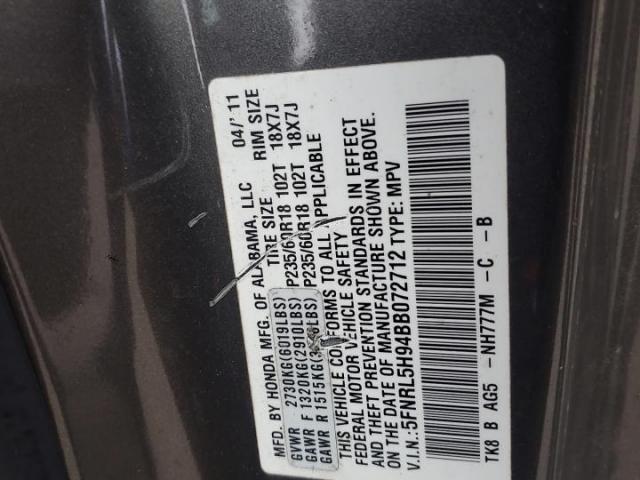 MFD. BY HONDA MFG. OF ALABAMA, LLC 04/'11
TIRE SIZE RIM SIZE
GVWR 2730KG(6019LBS)
GAWR F 1320KG(2910LBS) P235/60R18 102T 18X7J
GAWR R 1515KG( LBS) P235/60R18 102T 18X7J
THIS VEHICLE CONFORMS TO ALL APPLICABLE
FEDERAL MOTOR VEHICLE SAFETY
AND THEFT PREVENTION STANDARDS IN EFFECT
ON THE DATE OF MANUFACTURE SHOWN ABOVE.
V.I.N.: 5FNRL5H94BB072712 TYPE: MPV
TK8 B AG5 - NH777M - C - B